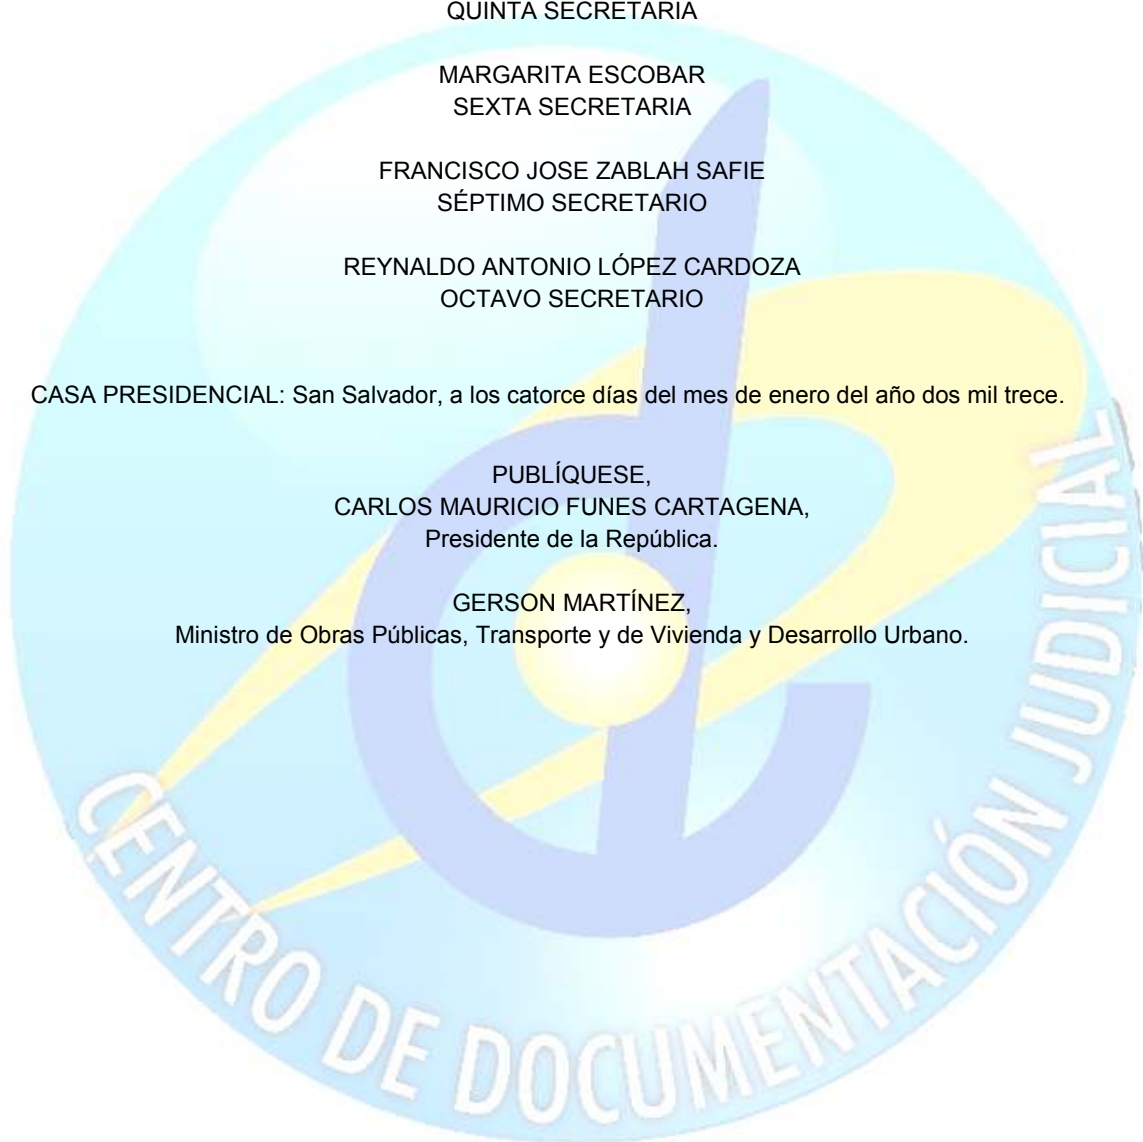 QUINTA SECRETARIA
MARGARITA ESCOBAR
SEXTA SECRETARIA
FRANCISCO JOSE ZABLAH SAFIE
SÉPTIMO SECRETARIO
REYNALDO ANTONIO LÓPEZ CARDOZA
OCTAVO SECRETARIO
CASA PRESIDENCIAL: San Salvador, a los catorce días del mes de enero del año dos mil trece.
PUBLÍQUESE,
CARLOS MAURICIO FUNES CARTAGENA,
Presidente de la República.
GERSON MARTÍNEZ,
Ministro de Obras Públicas, Transporte y de Vivienda y Desarrollo Urbano.
CENTRO DE DOCUMENTACIÓN JUDICIAL